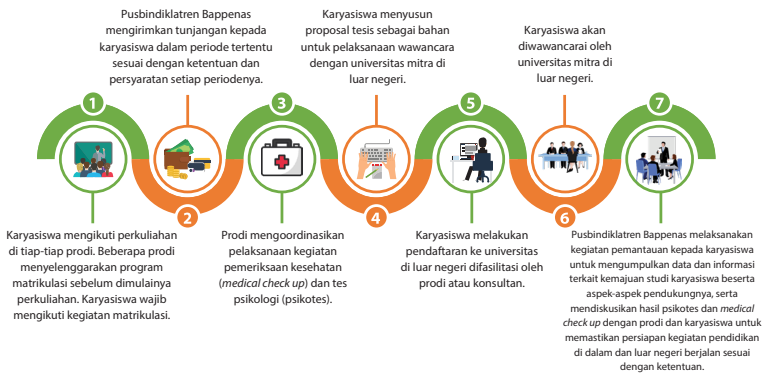 1
Karyasiswa mengikuti perkuliahan
di tiap-tiap prodi. Beberapa prodi
menyelenggarakan program
matrikulasi sebelum dimulainya
perkuliahan. Karyasiswa wajib
mengikuti kegiatan matrikulasi.
Pusbindiklatren Bappenas
mengirimkan tunjangan kepada
karyasiswa dalam periode tertentu
sesuai dengan ketentuan dan
persyaratan setiap periodenya.
2
3
Prodi mengoordinasikan
pelaksanaan kegiatan
pemeriksaan kesehatan
(medical check up) dan tes
psikologi (psikotes).
Karyasiswa menyusun
proposal tesis sebagai bahan
untuk pelaksanaan wawancara
dengan universitas mitra di
luar negeri.
4
5
Karyasiswa melakukan
pendaftaran ke universitas
di luar negeri difasilitasi oleh
prodi atau konsultan.
Karyasiswa akan
diwawancarai oleh
universitas mitra di
luar negeri.
6
7
Pusbindiklatren Bappenas melaksanakan
kegiatan pemantauan kepada karyasiswa
untuk mengumpulkan data dan informasi
terkait kemajuan studi karyasiswa beserta
aspek-aspek pendukungnya, serta
mendiskusikan hasil psikotes dan medical
check up dengan prodi dan karyasiswa untuk
memastikan persiapan kegiatan pendidikan
di dalam dan luar negeri berjalan sesuai
dengan ketentuan.